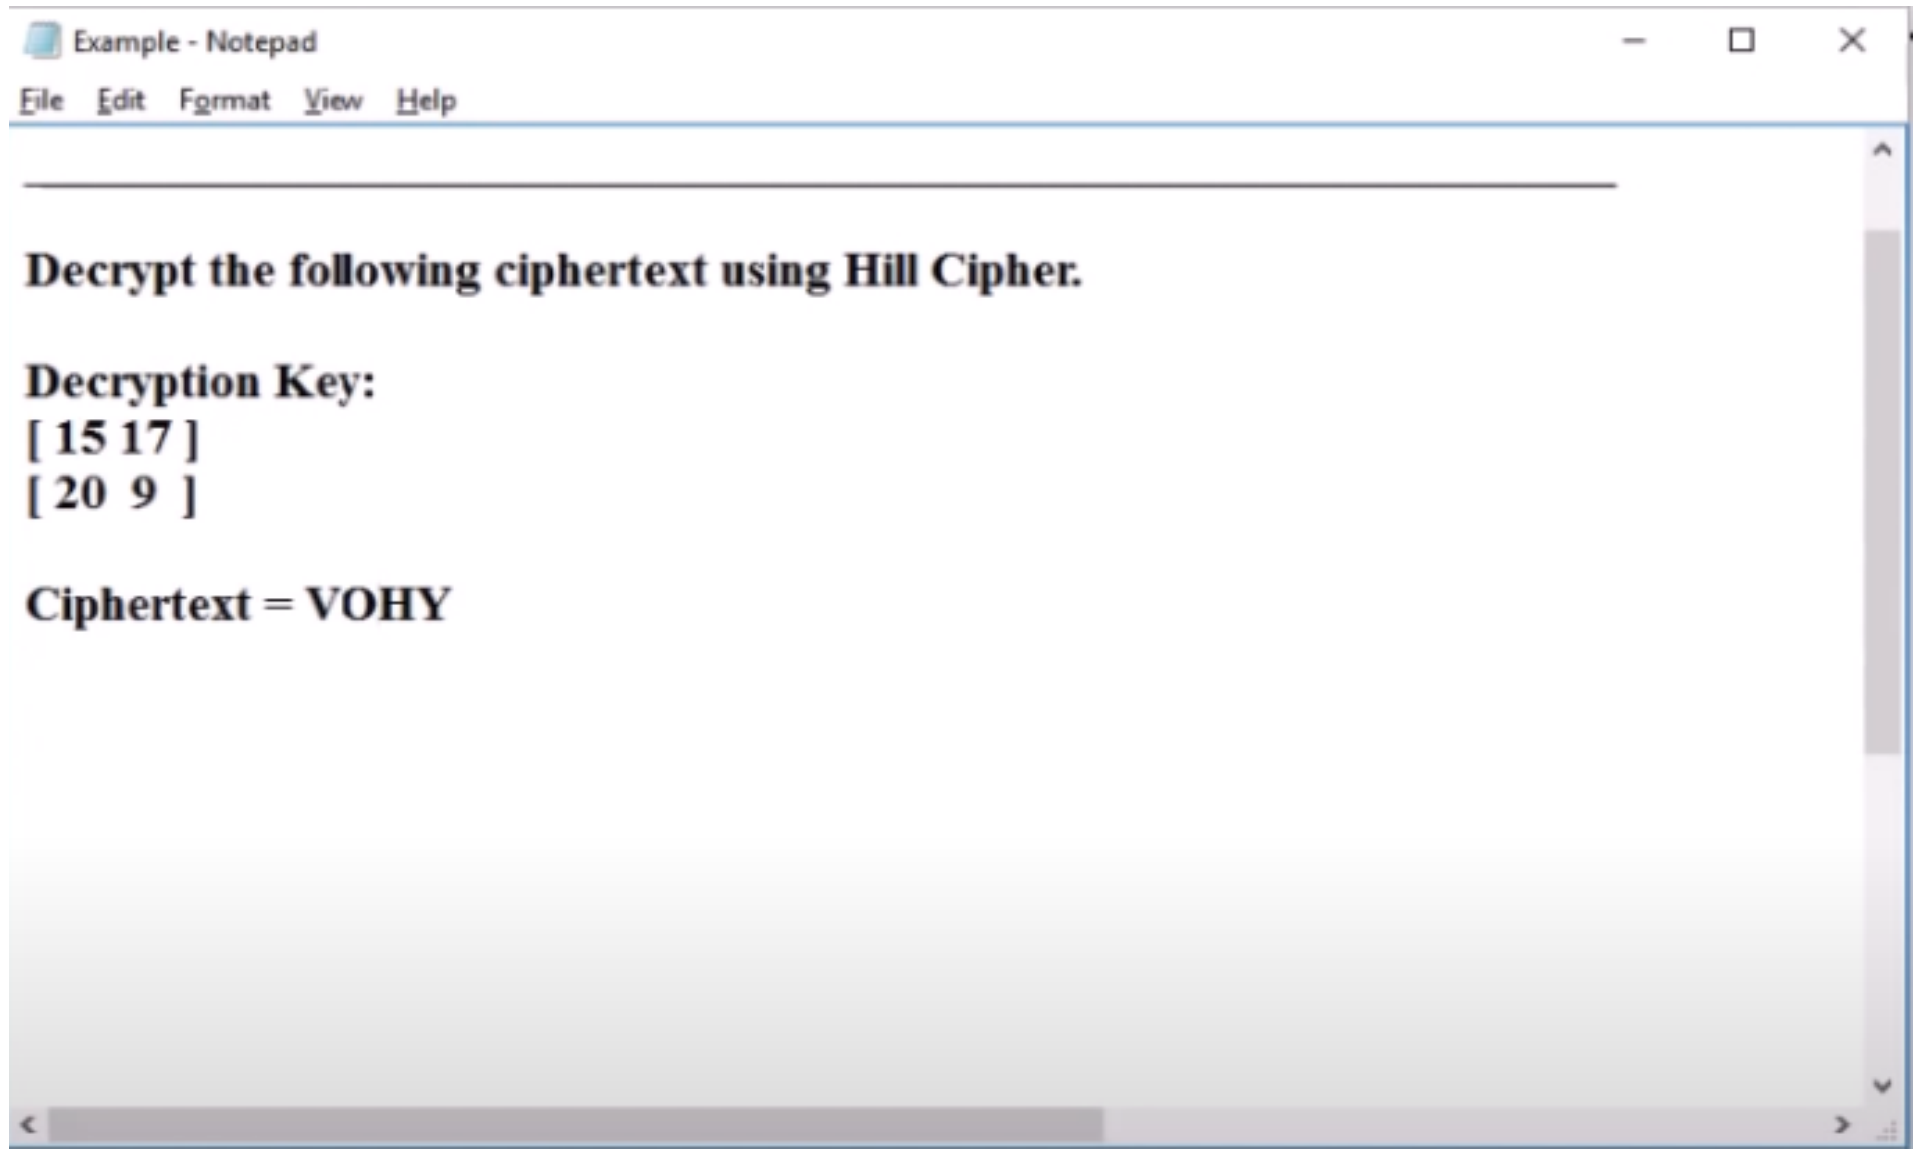 Example - Notepad
File Edit Format View Help
Decrypt the following ciphertext using Hill Cipher.
Decryption Key:
[ 15 17 ]
[ 20 9 ]
Ciphertext = VOHY